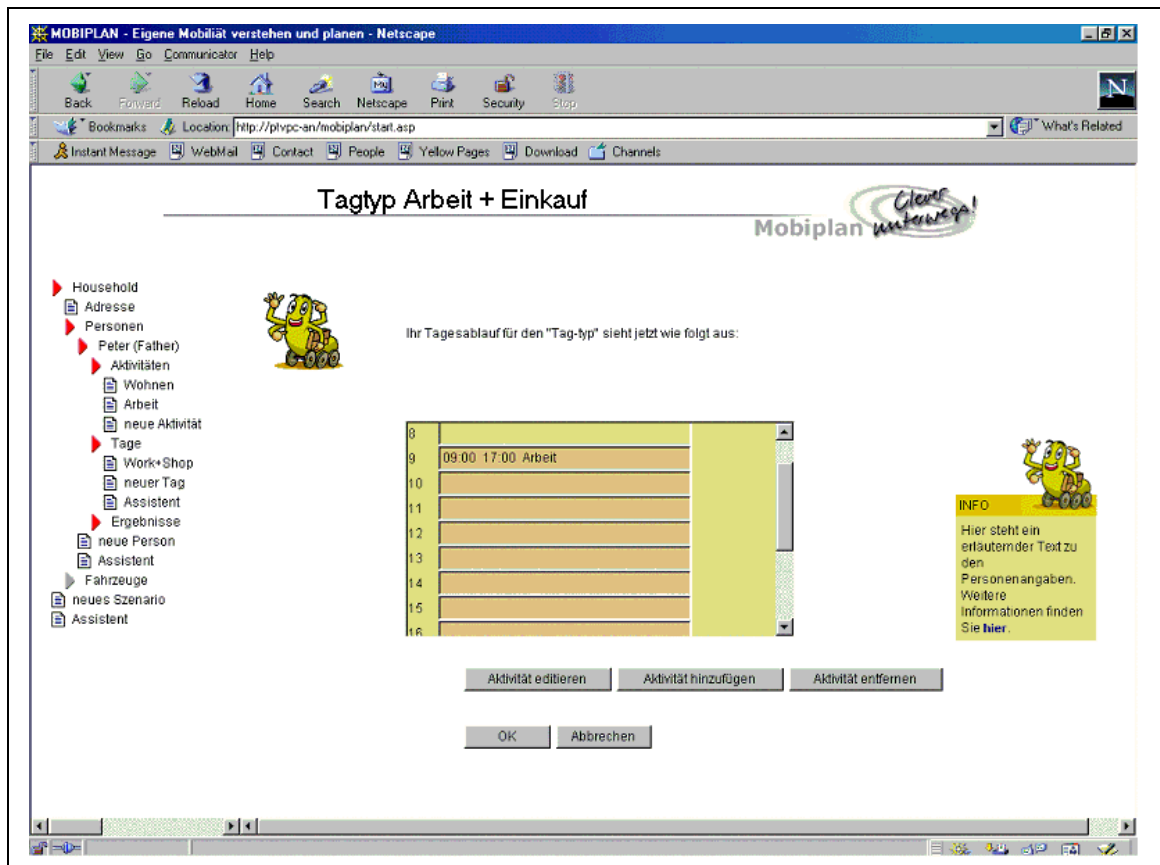 MOBIPLAN - Eigene Mobiliät verstehen und planen - Netscape
File Edit View Go Communicator Help
Back Forward Reload Home Search Netscape Print Security Stop
My
N
Bookmarks Location: http://ptvpc-an/mobiplan/start.asp What's Related
Instant Message WebMail Contact People Yellow Pages Download Channels
Tagtyp Arbeit + Einkauf
Mobiplan Clever unterwegs!
Household
Adresse
Personen
Peter (Father)
Aktivitäten
Wohnen
Arbeit
neue Aktivität
Tage
Work+Shop
neuer Tag
Assistent
Ergebnisse
neue Person
Assistent
Fahrzeuge
neues Szenario
Assistent
Ihr Tagesablauf für den "Tag-typ" sieht jetzt wie folgt aus:
8
9 09:00 17:00 Arbeit
10
11
12
13
14
15
16
Aktivität editieren Aktivität hinzufügen Aktivität entfernen
OK Abbrechen
INFO
Hier steht ein
erläuternder Text zu
den
Personenangaben.
Weitere
Informationen finden
Sie hier.